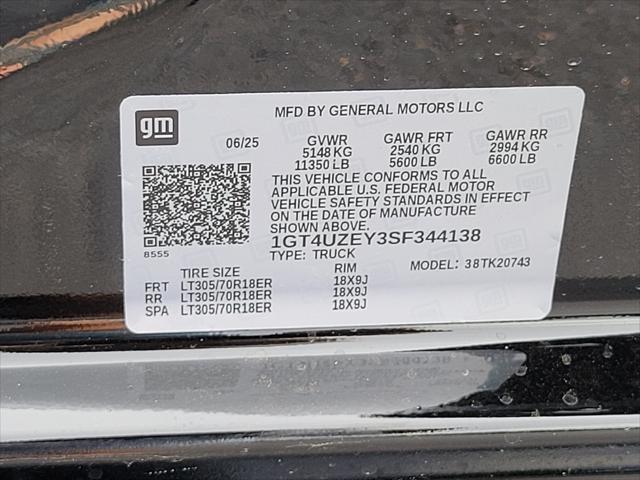 gm
MFD BY GENERAL MOTORS LLC
06/25 GVWR GAWR FRT GAWR RR
5148 KG 2540 KG 2994 KG
11350 LB 5600 LB 6600 LB
THIS VEHICLE CONFORMS TO ALL
APPLICABLE U.S. FEDERAL MOTOR
VEHICLE SAFETY STANDARDS IN EFFECT
ON THE DATE OF MANUFACTURE
SHOWN ABOVE.
1GT4UZEY3SF344138
8555
TYPE: TRUCK
MODEL: 38TK20743
TIRE SIZE RIM
FRT LT305/70R18ER 18X9J
RR LT305/70R18ER 18X9J
SPA LT305/70R18ER 18X9J